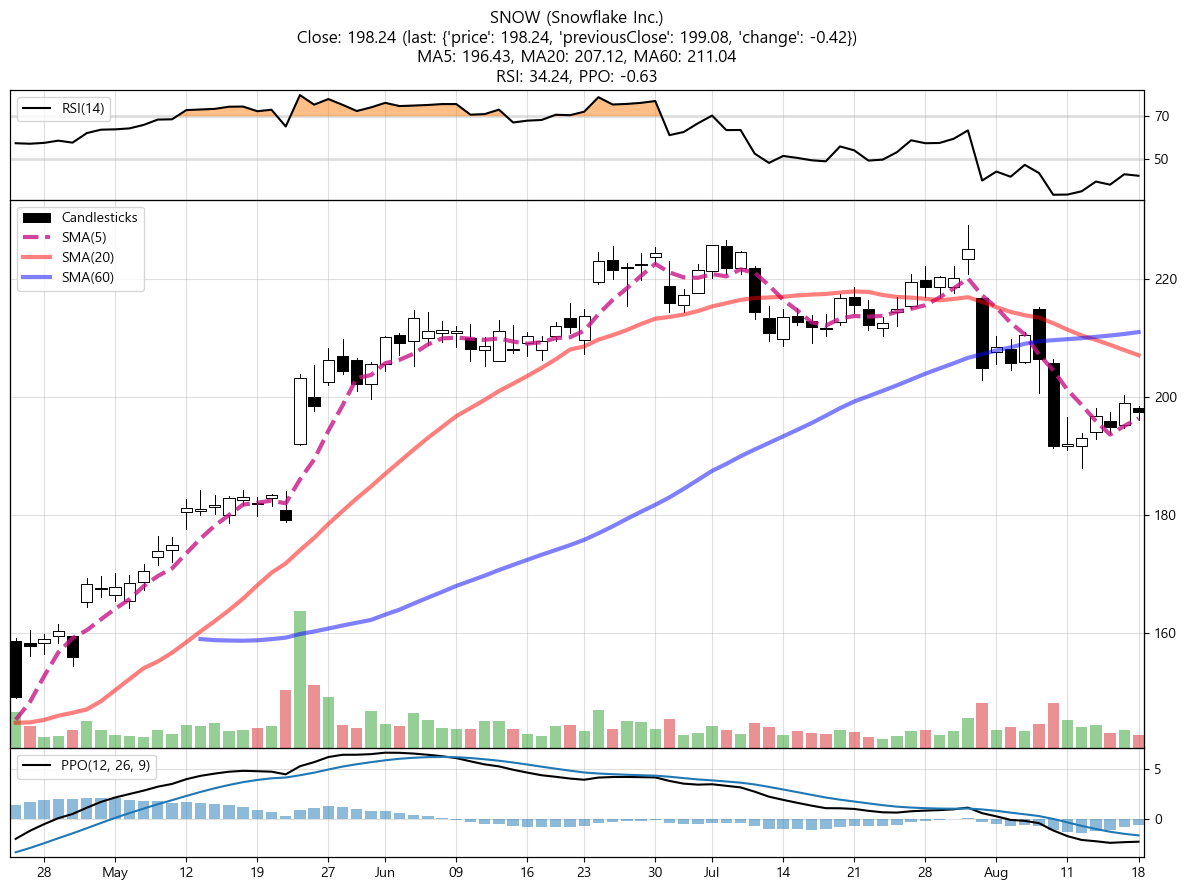 SNOW (Snowflake Inc.)
Close: 198.24 (last: {'price': 198.24, 'previousClose': 199.08, 'change': -0.42})
MA5: 196.43, MA20: 207.12, MA60: 211.04
RSI: 34.24, PPO: -0.63
RSI(14)
70
50
Candlesticks
SMA(5)
SMA(20)
SMA(60)
220
200
180
160
PPO(12, 26, 9)
5
0
28 May 12 19 27 Jun 09 16 23 30 Jul 14 21 28 Aug 11 18